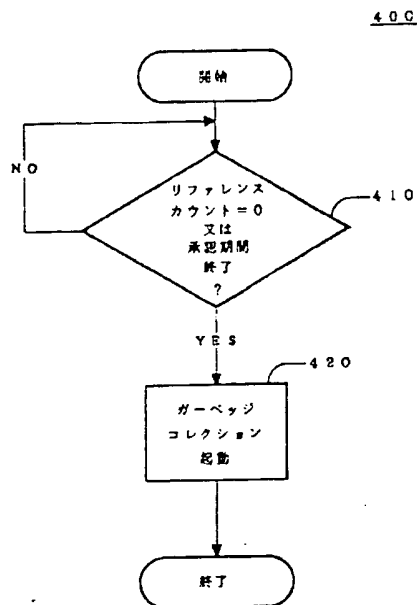 400
開始
NO
リファレンス
カウント=0
又は
承認期間
終了
?
410
YES
420
ガーベッジ
コレクション
起動
終了